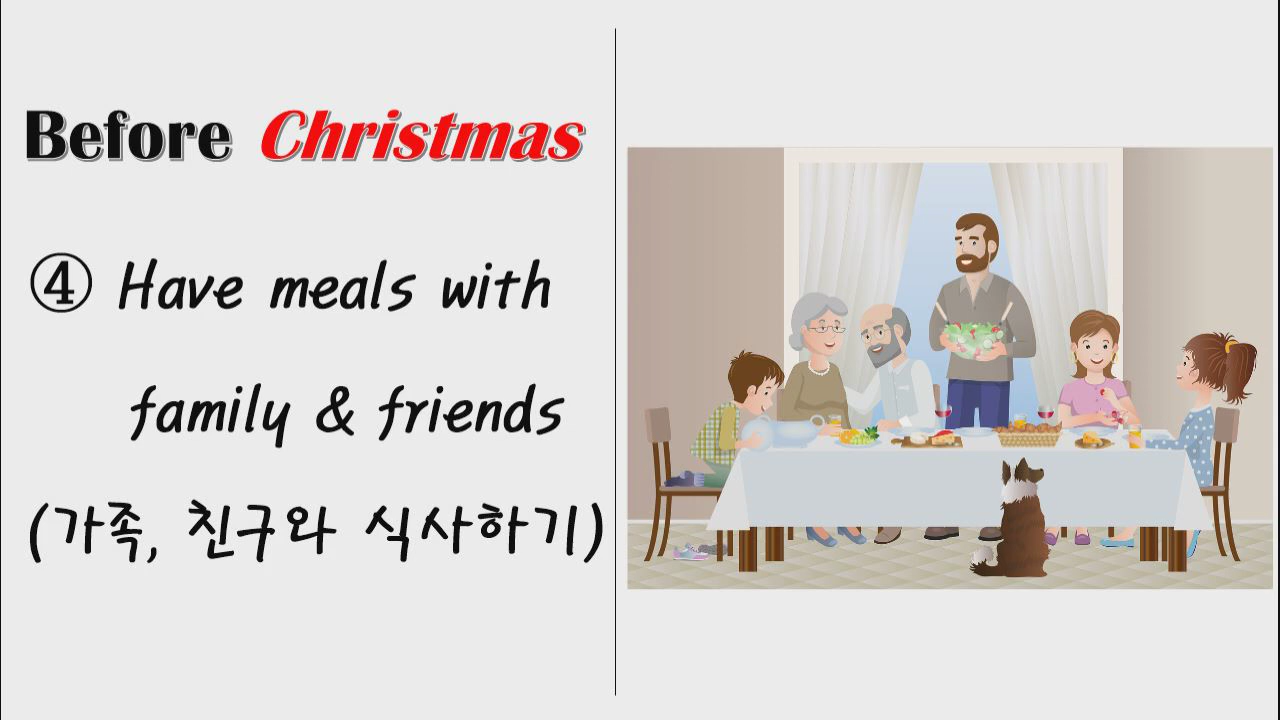 Before Christmas
④ Have meals with
family & friends
(가족, 친구와 식사하기)